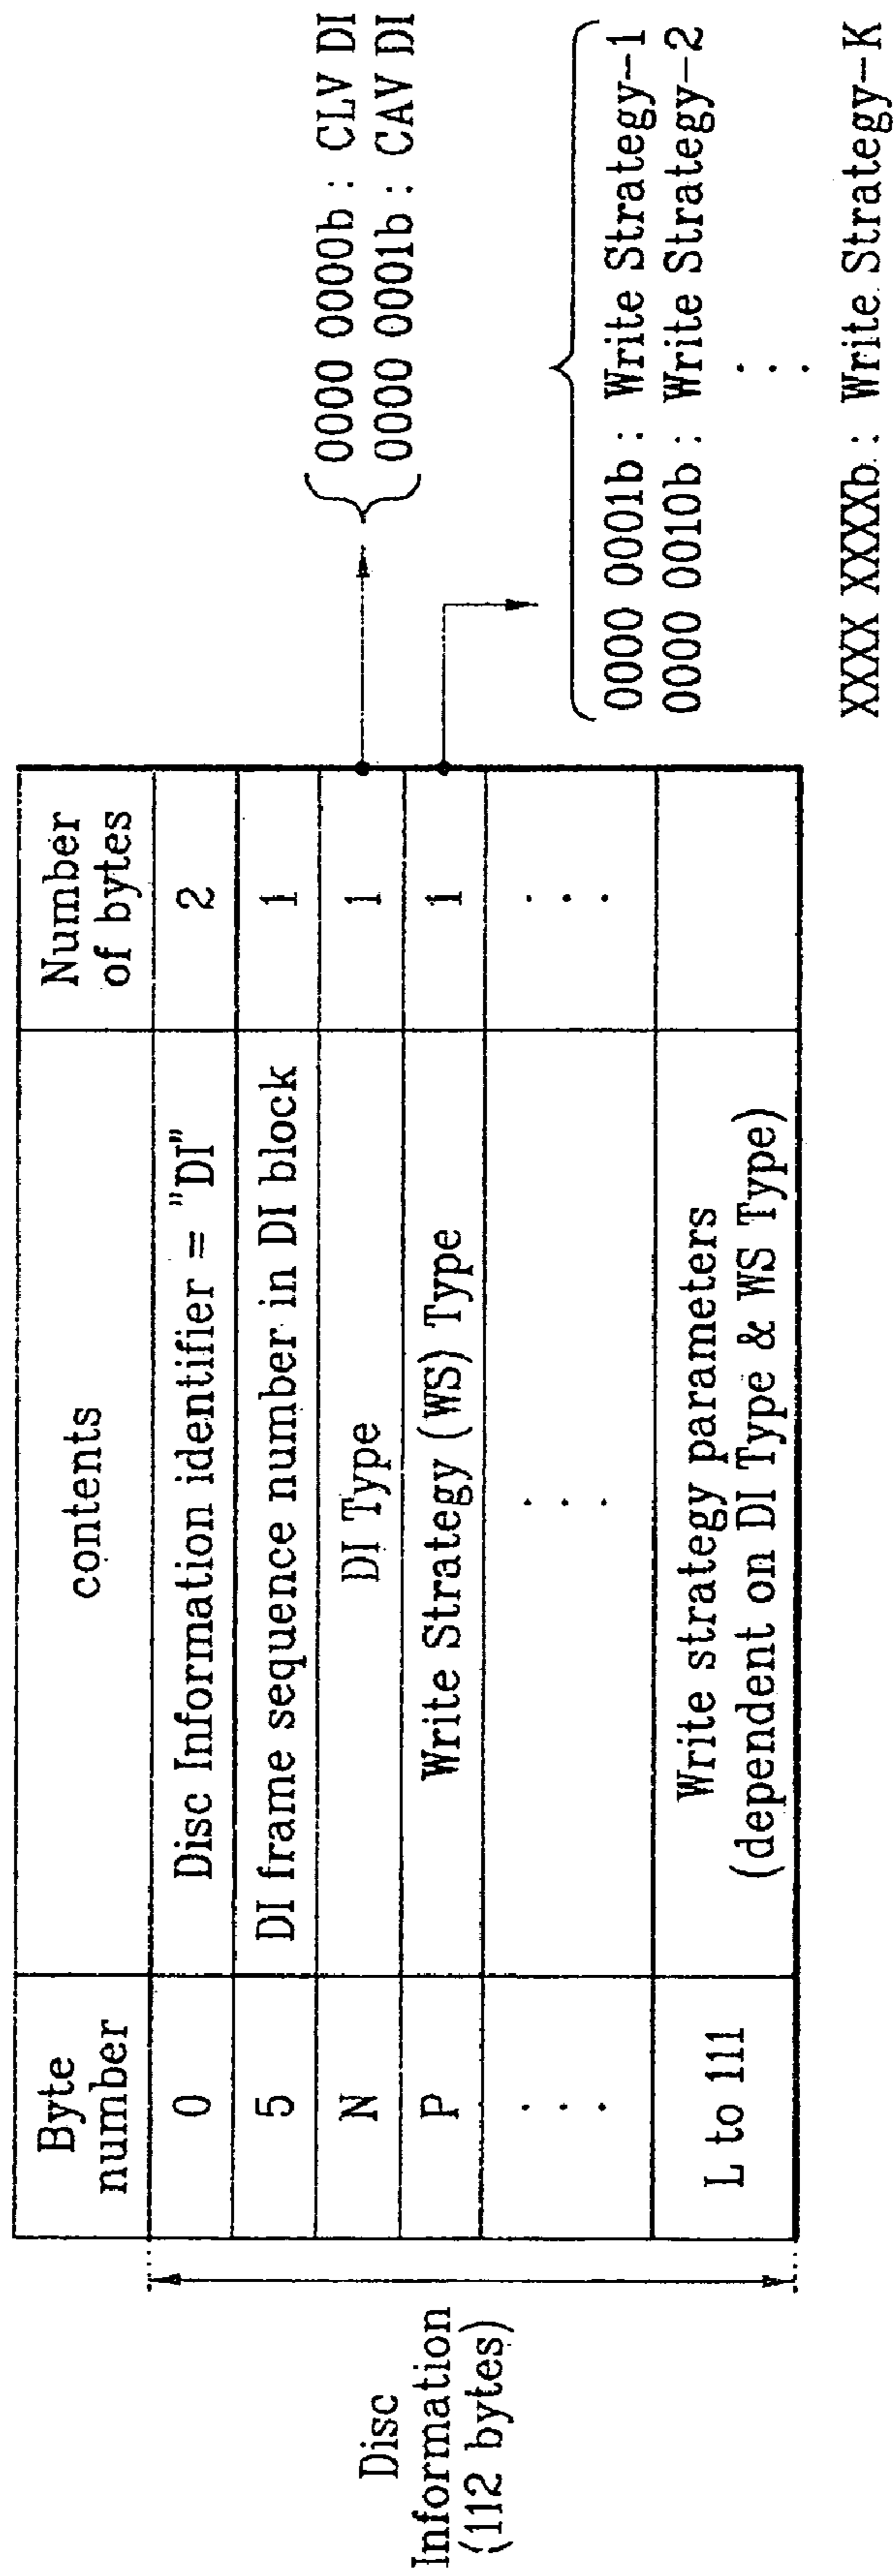 Disc
Information
(112 bytes)
Byte
number
contents
Number
of bytes
0
Disc Information identifier = "DI"
2
5
DI frame sequence number in DI block
1
N
DI Type
1
P
Write Strategy (WS) Type
1
. . .
. . .
. . .
L to 111
Write strategy parameters
(dependent on DI Type & WS Type)
0000 0000b : CLV DI
0000 0001b : CAV DI
0000 0001b : Write Strategy-1
0000 0010b : Write Strategy-2
. . .
XXXX XXXXb : Write Strategy-K